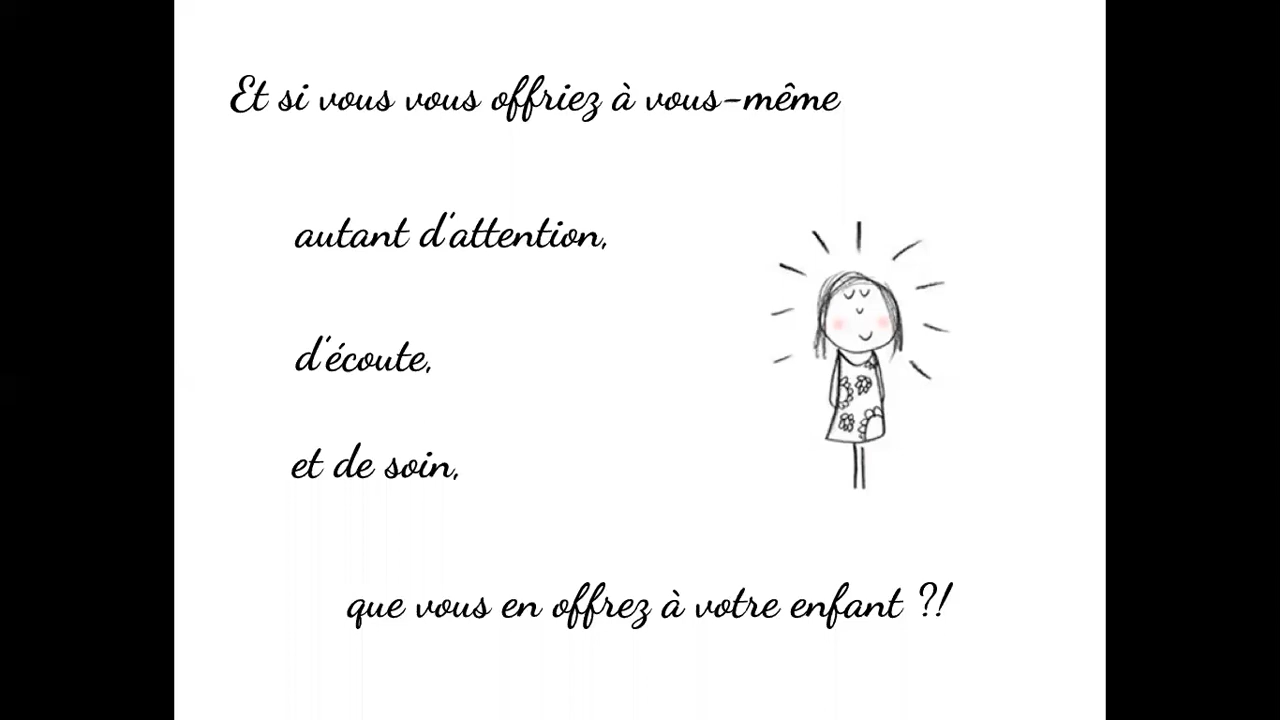 Et si vous vous offriez à vous-même
autant d'attention,
d'écoute,
et de soin,
que vous en offrez à votre enfant ?!